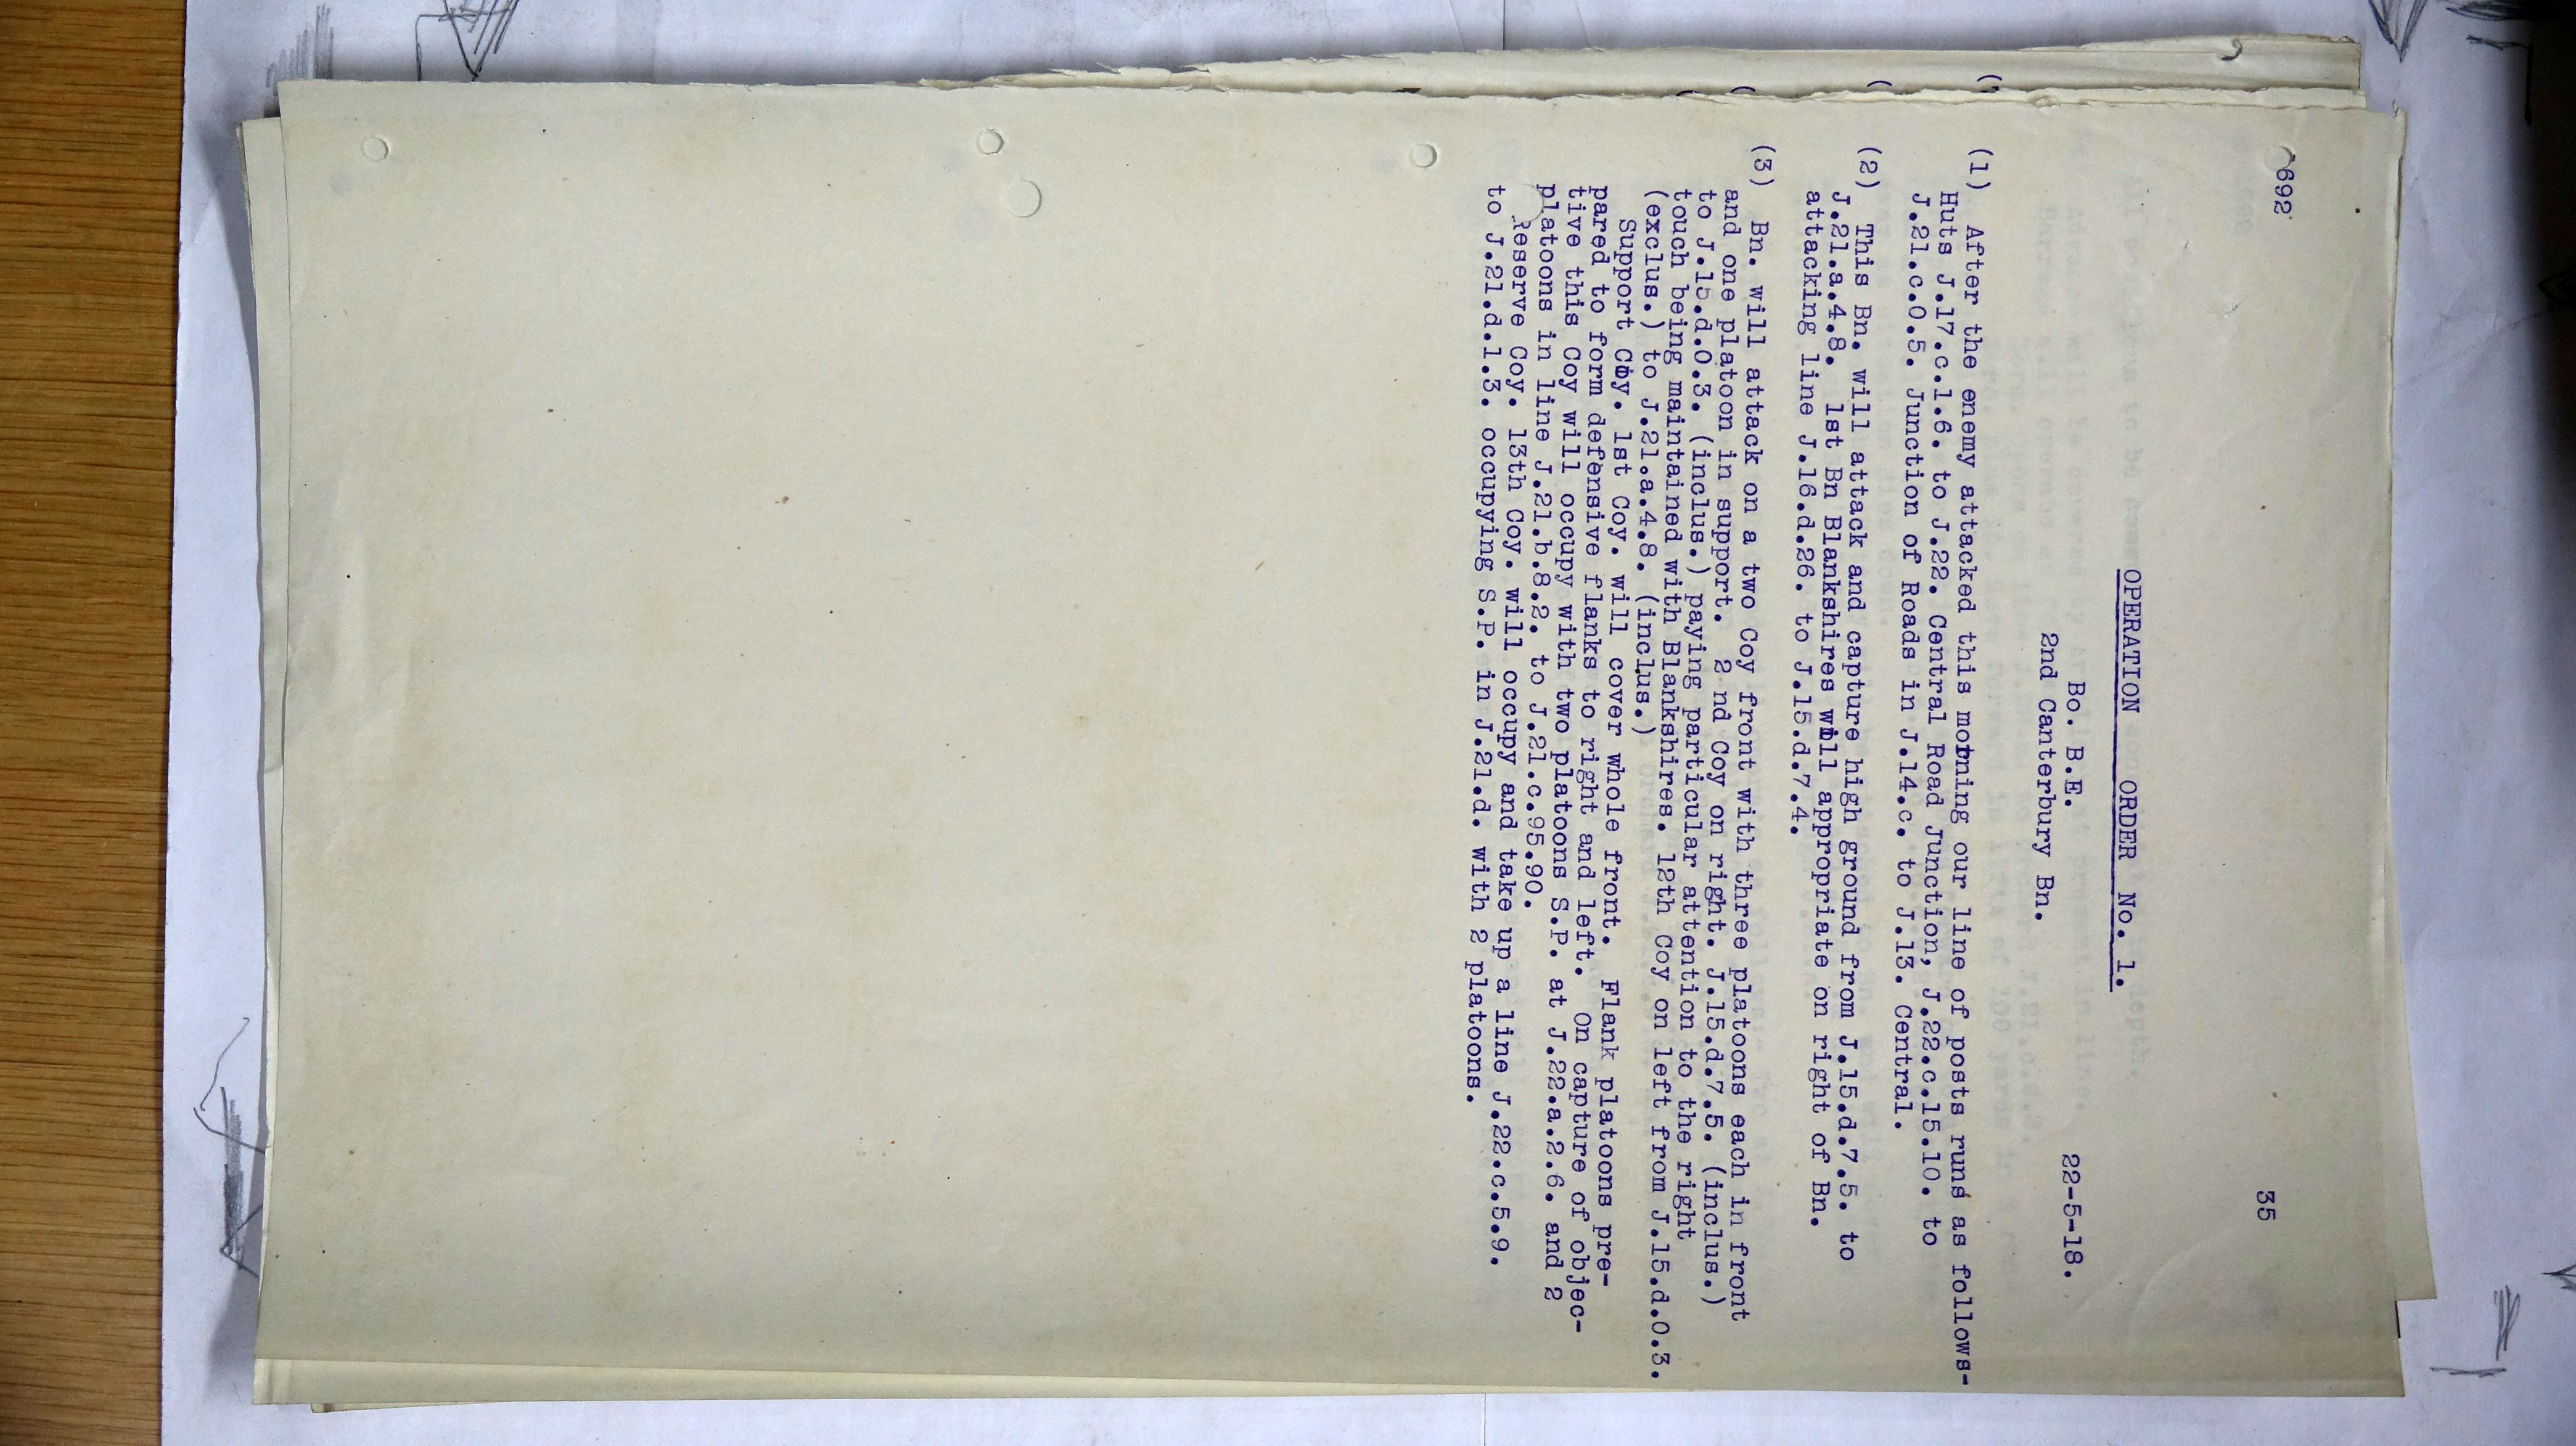 692
35
OPERATION ORDER No. 1.
Bo. B.E. 22-5-18.
2nd Canterbury Bn.
(1) After the enemy attacked this morning our line of posts runs as follows-
Huts J.17.c.1.6. to J.22. Central Road Junction, J.22.c.15.10. to
J.21.c.0.5. Junction of Roads in J.14.c. to J.13. Central.
(2) This Bn. will attack and capture high ground from J.15.d.7.5. to
J.21.a.4.8. 1st Bn Blankshires will appropriate on right of Bn.
attacking line J.16.d.26. to J.15.d.7.4.
(3) Bn. will attack on a two Coy front with three platoons each in front
and one platoon in support. 2 nd Coy on right. J.15.d.7.5. (inclus.)
to J.15.d.0.3. (inclus.) paying particular attention to the right
touch being maintained with Blankshires. 12th Coy on left from J.15.d.0.3.
(exclus.) to J.21.a.4.8. (inclus.)
Support Coy. 1st Coy. will cover whole front. Flank platoons pre-
pared to form defensive flanks to right and left. On capture of objec-
tive this Coy will occupy with two platoons S.P. at J.22.a.2.6. and 2
platoons in line J.21.b.8.2. to J.21.c.95.90.
Reserve Coy. 13th Coy. will occupy and take up a line J.22.c.5.9.
to J.21.d.1.3. occupying S.P. in J.21.d. with 2 platoons.